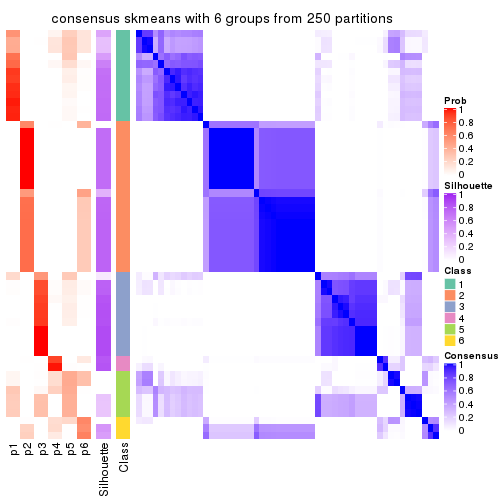 consensus skmeans with 6 groups from 250 partitions
Prob
1
0.8
0.6
0.4
0.2
0
Silhouette
1
0.8
0.6
0.4
0.2
0
Class
1
2
3
4
5
6
Consensus
1
0.8
0.6
0.4
0.2
0
p1
p2
p3
p4
p5
p6
Silhouette
Class